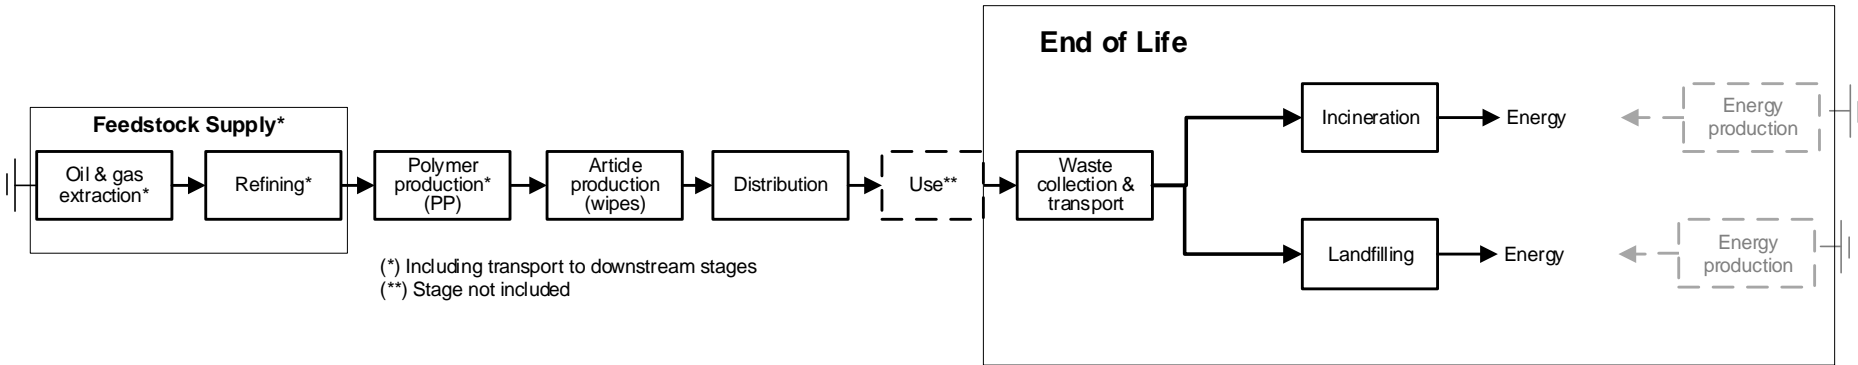 End of Life
Feedstock Supply*
Oil & gas
extraction*
Refining*
Polymer
production*
(PP)
Article
production
(wipes)
Distribution
Use**
Waste
collection &
transport
Incineration
Energy
Energy
production
Landfilling
Energy
Energy
production
(*) Including transport to downstream stages
(**) Stage not included